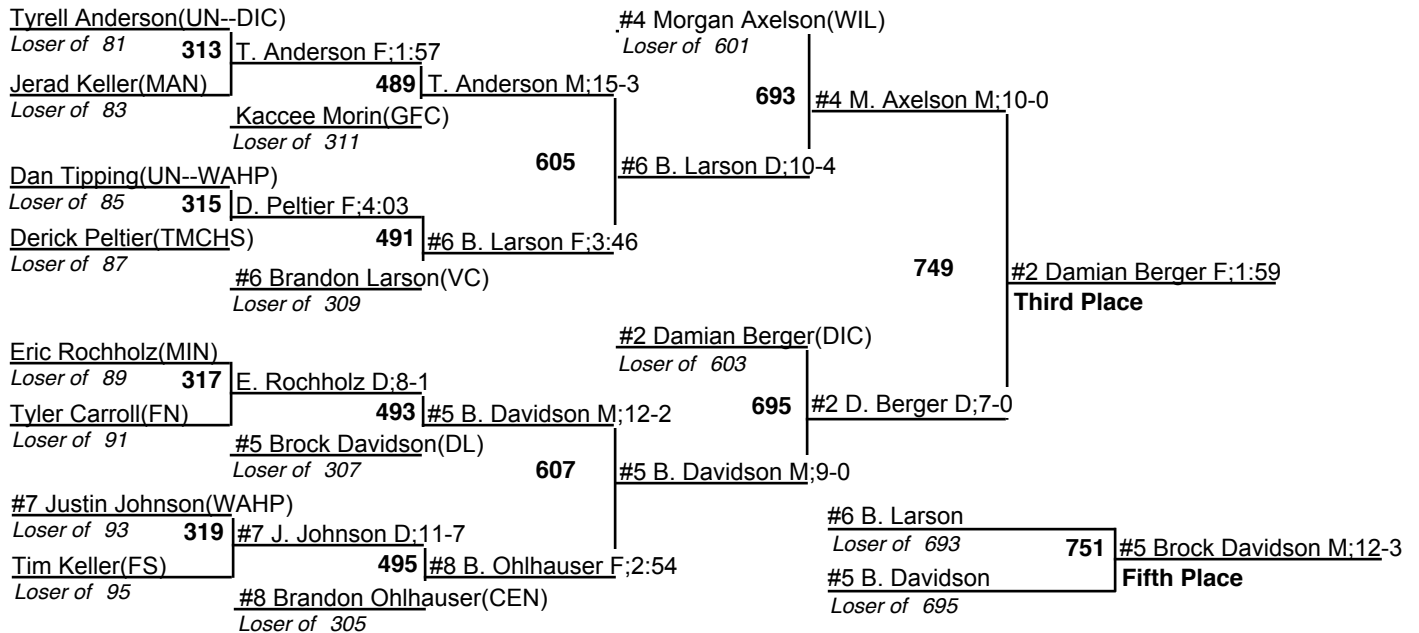 Tyrell Anderson(UN--DIC)
Loser of 81
313
T. Anderson F;1:57
Jerad Keller(MAN)
Loser of 83
489
T. Anderson M;15-3
Kaccee Morin(GFC)
Loser of 311
Dan Tipping(UN--WAHP)
Loser of 85
315
D. Peltier F;4:03
Derick Peltier(TMCHS)
Loser of 87
491
#6 B. Larson F;3:46
#6 Brandon Larson(VC)
Loser of 309
605
#6 B. Larson D;10-4
#4 Morgan Axelson(WIL)
Loser of 601
693
#4 M. Axelson M;10-0
Eric Rochholz(MIN)
Loser of 89
317
E. Rochholz D;8-1
Tyler Carroll(FN)
Loser of 91
493
#5 B. Davidson M;12-2
#5 Brock Davidson(DL)
Loser of 307
#7 Justin Johnson(WAHP)
Loser of 93
319
#7 J. Johnson D;11-7
Tim Keller(FS)
Loser of 95
495
#8 B. Ohlhauser F;2:54
#8 Brandon Ohlhauser(CEN)
Loser of 305
607
#5 B. Davidson M;9-0
#2 Damian Berger(DIC)
Loser of 603
695
#2 D. Berger D;7-0
749
#2 Damian Berger F;1:59
Third Place
#6 B. Larson
Loser of 693
751
#5 Brock Davidson M;12-3
#5 B. Davidson
Fifth Place
Loser of 695